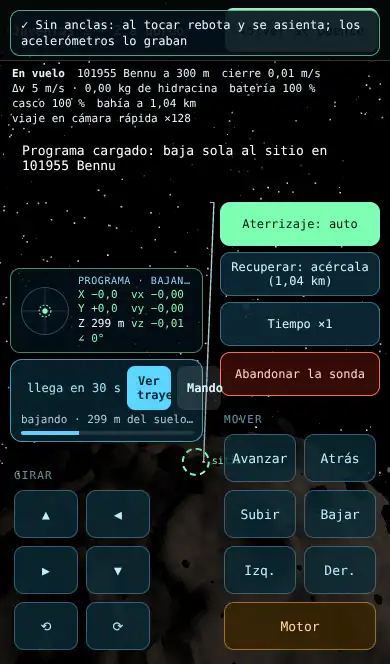 ✓ Sin anclas: al tocar rebota y se asienta; los
acelerómetros lo graban
En vuelo 101955 Bennu a 300 m cierre 0,01 m/s
Δv 5 m/s · 0,00 kg de hidracina batería 100 %
casco 100 % bahía a 1,04 km
viaje en cámara rápida ×128
Programa cargado: baja sola al sitio en
101955 Bennu
Aterrizaje: auto
Recuperar: acércala
(1,04 km)
Tiempo ×1
Abandonar la sonda
PROGRAMA · BAJAN…
X −0,0 vx −0,00
Y +0,0 vy −0,00
Z 299 m vz −0,01
∠ 0°
llega en 30 s
Ver
traye
Mando
bajando · 299 m del suelo…
MOVER
si
Avanzar
Atrás
GIRAR
Subir
Bajar
▲
◀
Izq.
Der.
▶
▼
Motor
⟲
⟳